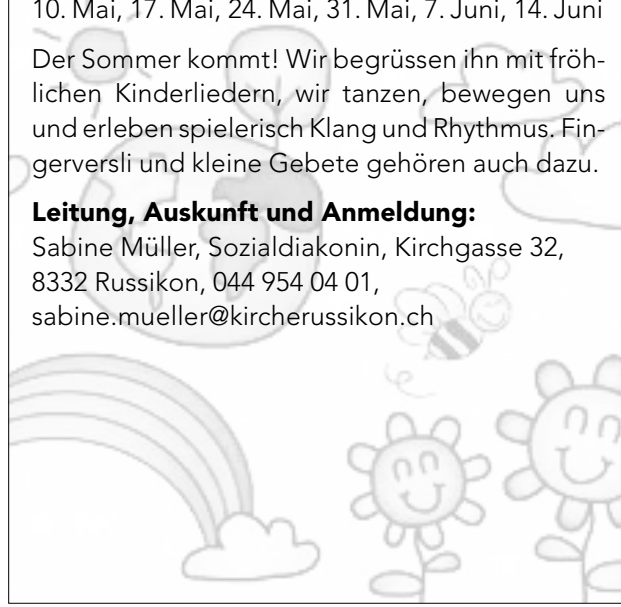 10. Mai, 17. Mai, 24. Mai, 31. Mai, 7. Juni, 14. Juni
Der Sommer kommt! Wir begrüssen ihn mit fröh-
lichen Kinderliedern, wir tanzen, bewegen uns
und erleben spielerisch Klang und Rhythmus. Fin-
gerversli und kleine Gebete gehören auch dazu.
Leitung, Auskunft und Anmeldung:
Sabine Müller, Sozialdiakonin, Kirchgasse 32,
8332 Russikon, 044 954 04 01,
sabine.mueller@kircherussikon.ch